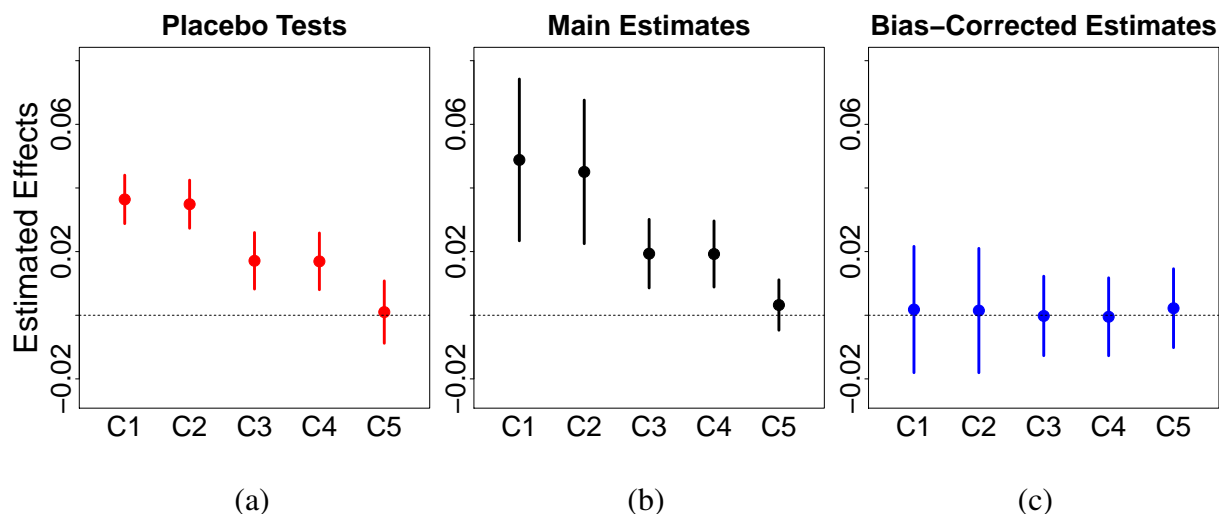 Placebo Tests
Main Estimates
Bias−Corrected Estimates
Estimated Effects
0.06
0.02
−0.02
0.06
0.02
−0.02
0.06
0.02
−0.02
C1 C2 C3 C4 C5
C1 C2 C3 C4 C5
C1 C2 C3 C4 C5
(a)
(b)
(c)